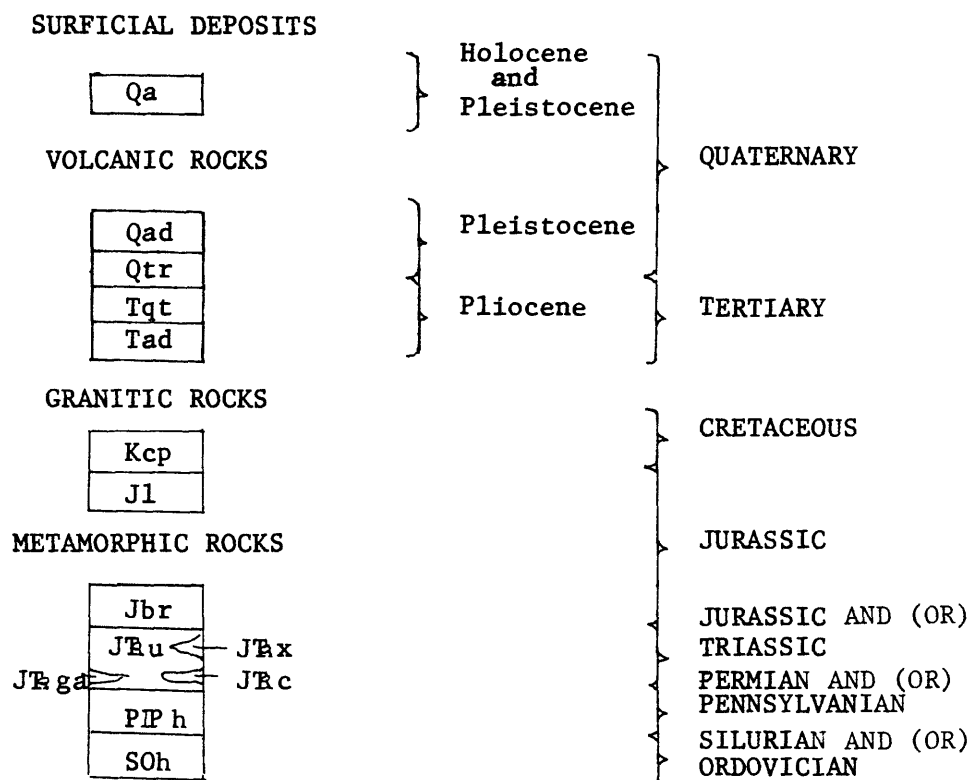 SURFICIAL DEPOSITS
Qa
Holocene
and
Pleistocene
VOLCANIC ROCKS
QUATERNARY
Qad
Qtr
Pleistocene
Tqt
Tad
Pliocene
TERTIARY
GRANITIC ROCKS
Kcp
Jl
CRETACEOUS
METAMORPHIC ROCKS
JURASSIC
Jbr
JURASSIC AND (OR)
TRIASSIC
JTRu
JTRx
JTRga
JTRc
PERMIAN AND (OR)
PENNSYLVANIAN
PIPh
SOh
SILURIAN AND (OR)
ORDOVICIAN